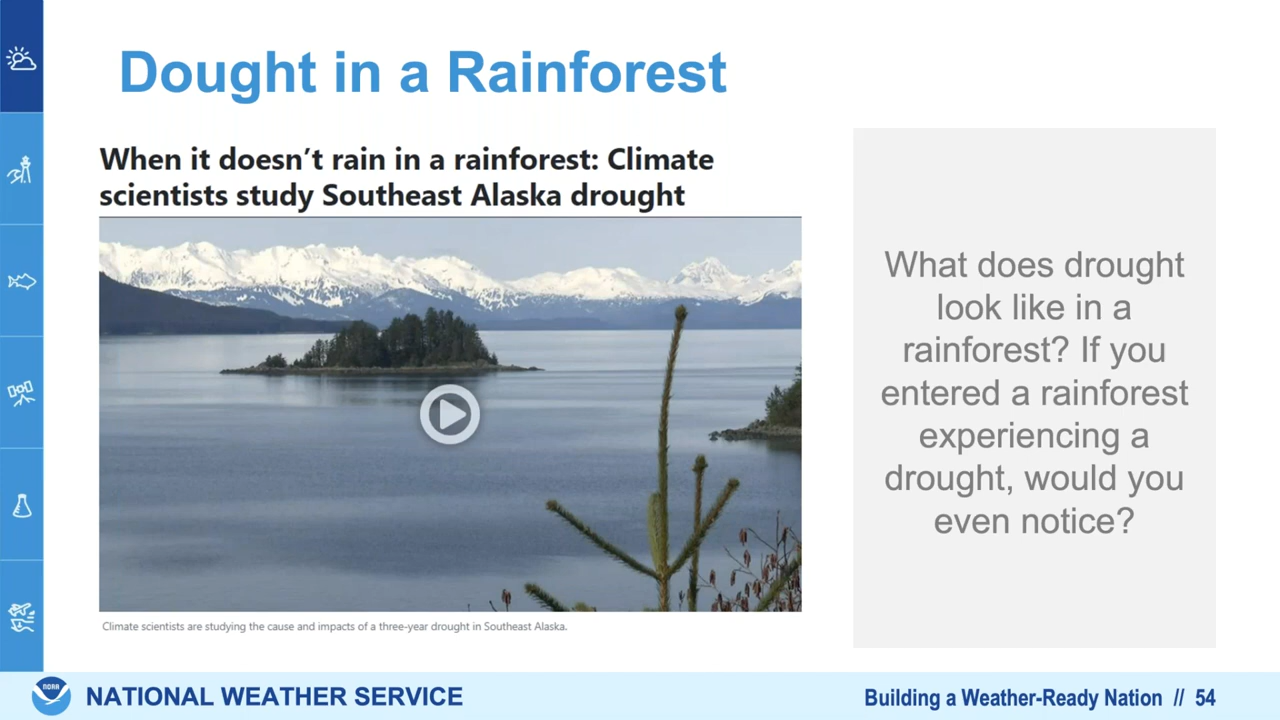 Dought in a Rainforest
When it doesn’t rain in a rainforest: Climate
scientists study Southeast Alaska drought
Climate scientists are studying the cause and impacts of a three-year drought in Southeast Alaska.
What does drought
look like in a
rainforest? If you
entered a rainforest
experiencing a
drought, would you
even notice?
NOAA
NATIONAL WEATHER SERVICE
Building a Weather-Ready Nation // 54